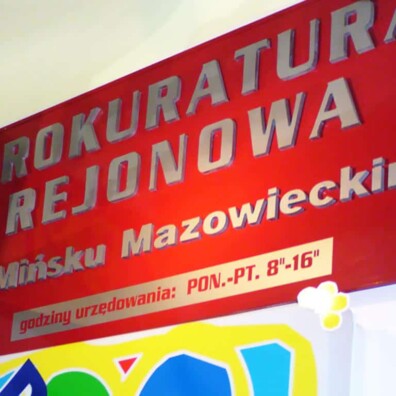 ROKURATURA
REJONOWA
Mińsku Mazowieckim
godziny urzędowania: PON.-PT. 8"-16"